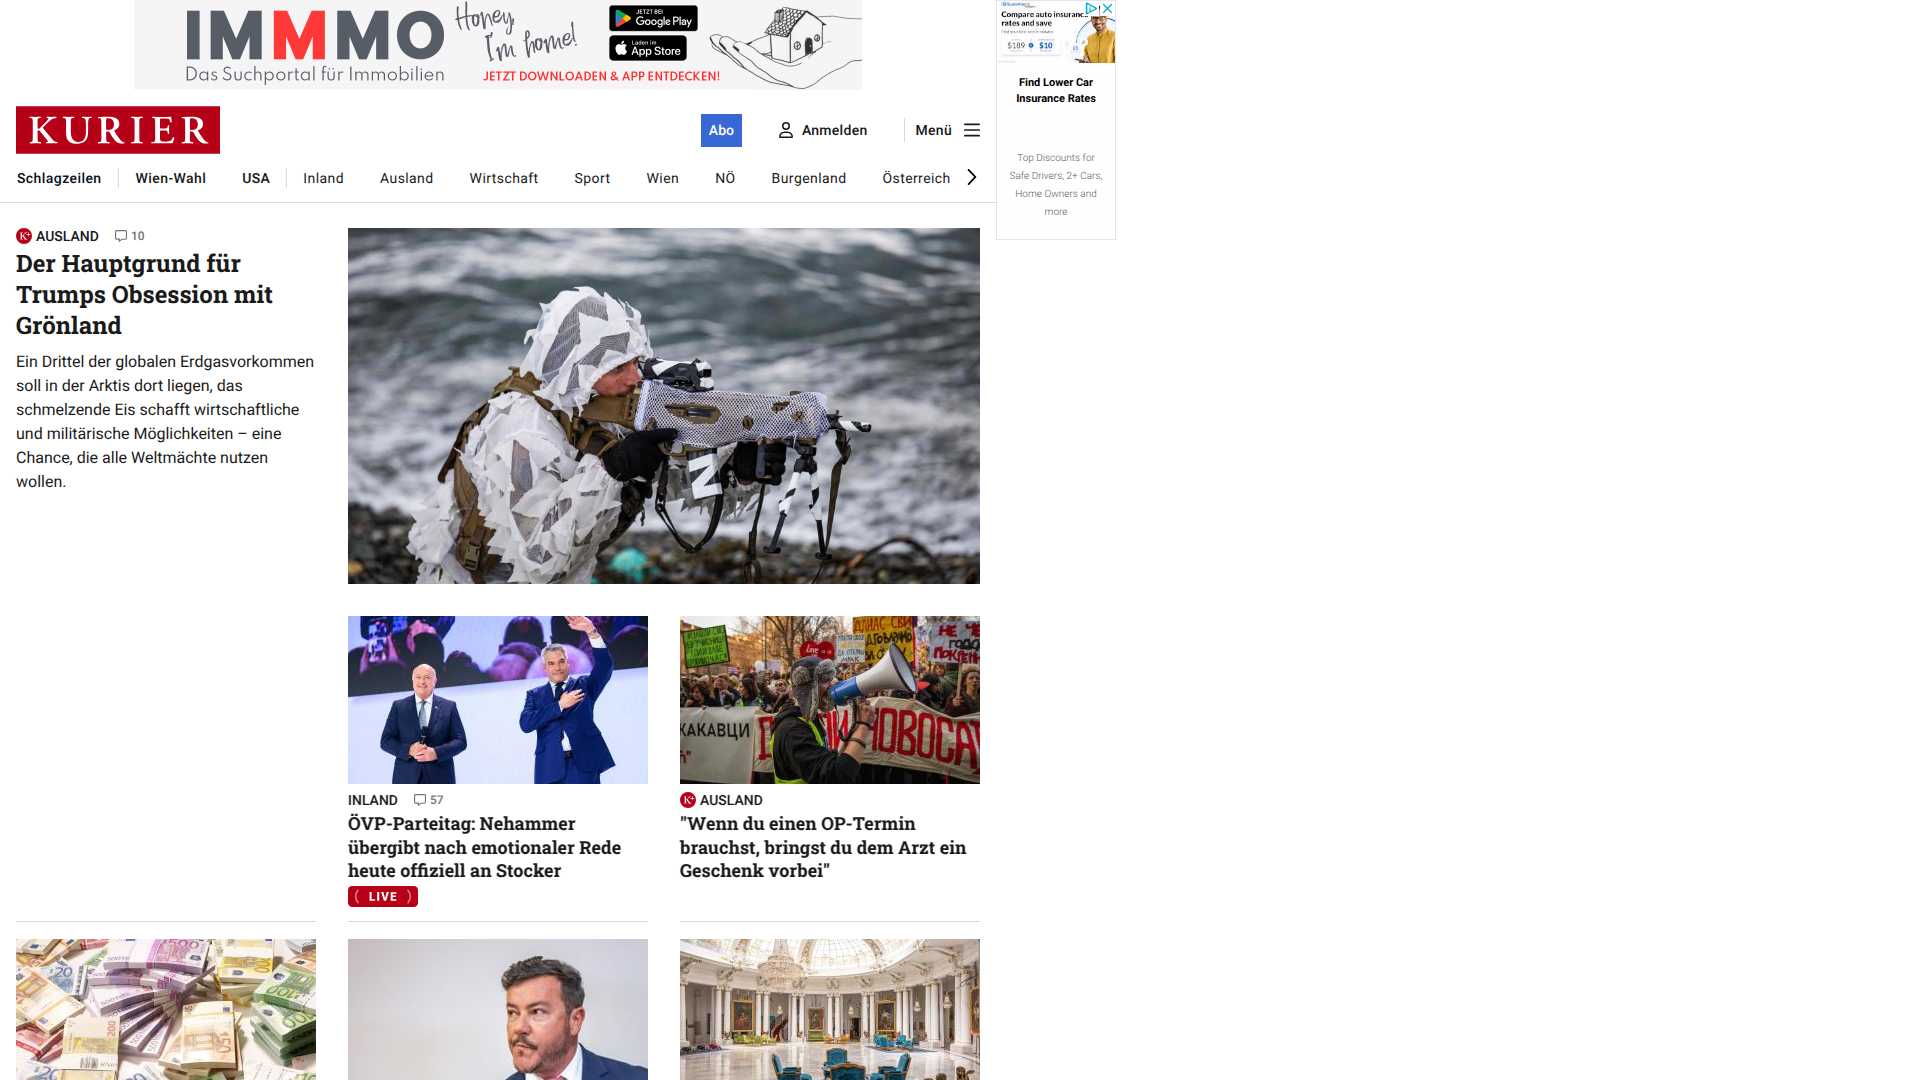 IMMMO
Das Suchportal für Immobilien
Honey,
I'm home!
JETZT BEI
Google Play
Laden im
App Store
JETZT DOWNLOADEN & APP ENTDECKEN!
Compare auto insuranc...
rates and save
$189
$10
Find Lower Car
Insurance Rates
Top Discounts for
Safe Drivers, 2+ Cars,
Home Owners and
more
KURIER
Abo
Anmelden
Menü
Schlagzeilen
Wien-Wahl
USA
Inland
Ausland
Wirtschaft
Sport
Wien
NÖ
Burgenland
Österreich
K+ AUSLAND 10
Der Hauptgrund für
Trumps Obsession mit
Grönland
Ein Drittel der globalen Erdgasvorkommen
soll in der Arktis dort liegen, das
schmelzende Eis schafft wirtschaftliche
und militärische Möglichkeiten – eine
Chance, die alle Weltmächte nutzen
wollen.
INLAND 57
ÖVP-Parteitag: Nehammer
übergibt nach emotionaler Rede
heute offiziell an Stocker
LIVE
K+ AUSLAND
"Wenn du einen OP-Termin
brauchst, bringst du dem Arzt ein
Geschenk vorbei"